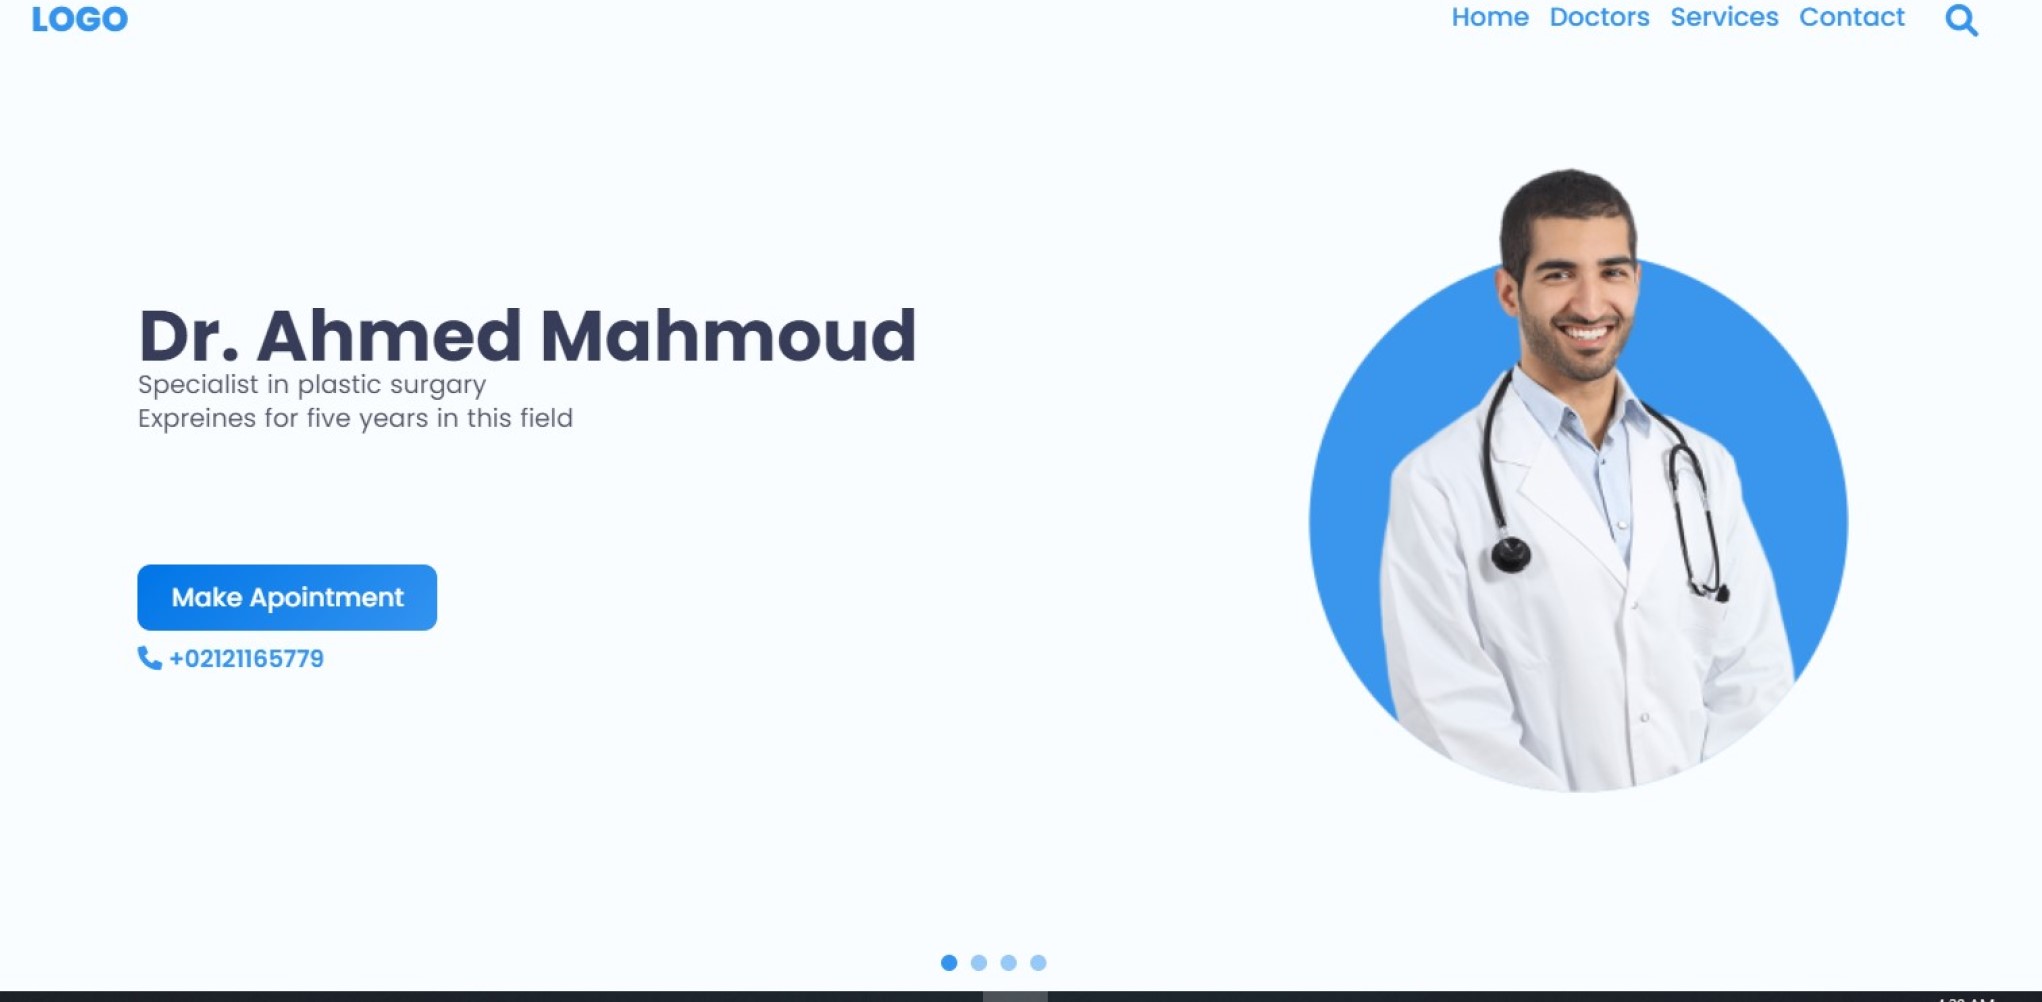 LOGO
Home Doctors Services Contact
Dr. Ahmed Mahmoud
Specialist in plastic surgary
Expreines for five years in this field
Make Apointment
+02121165779